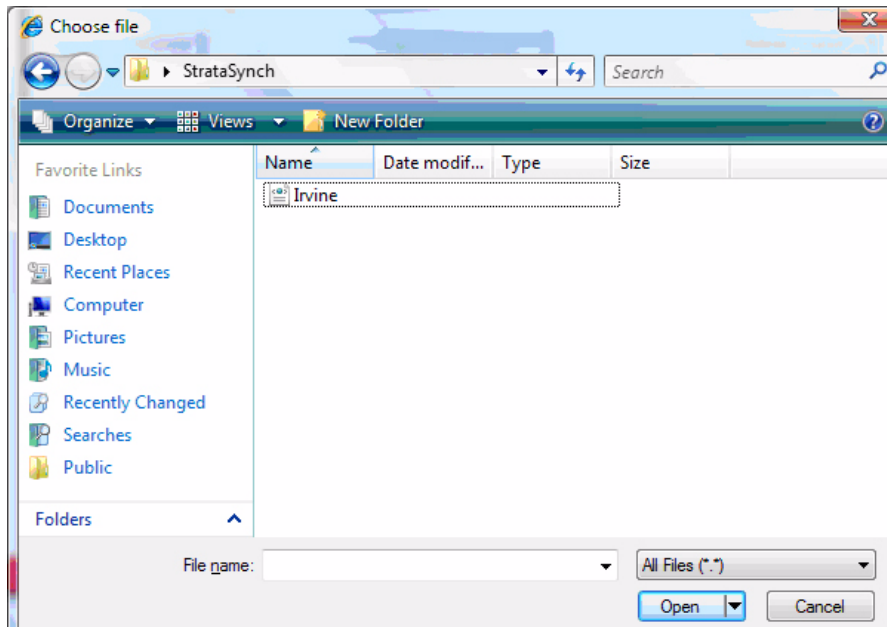 Choose file
StrataSynch
Search
Organize Views New Folder
Favorite Links
Documents
Desktop
Recent Places
Computer
Pictures
Music
Recently Changed
Searches
Public
Folders
Name Date modif... Type Size
Irvine
File name: All Files (*.*)
Open Cancel